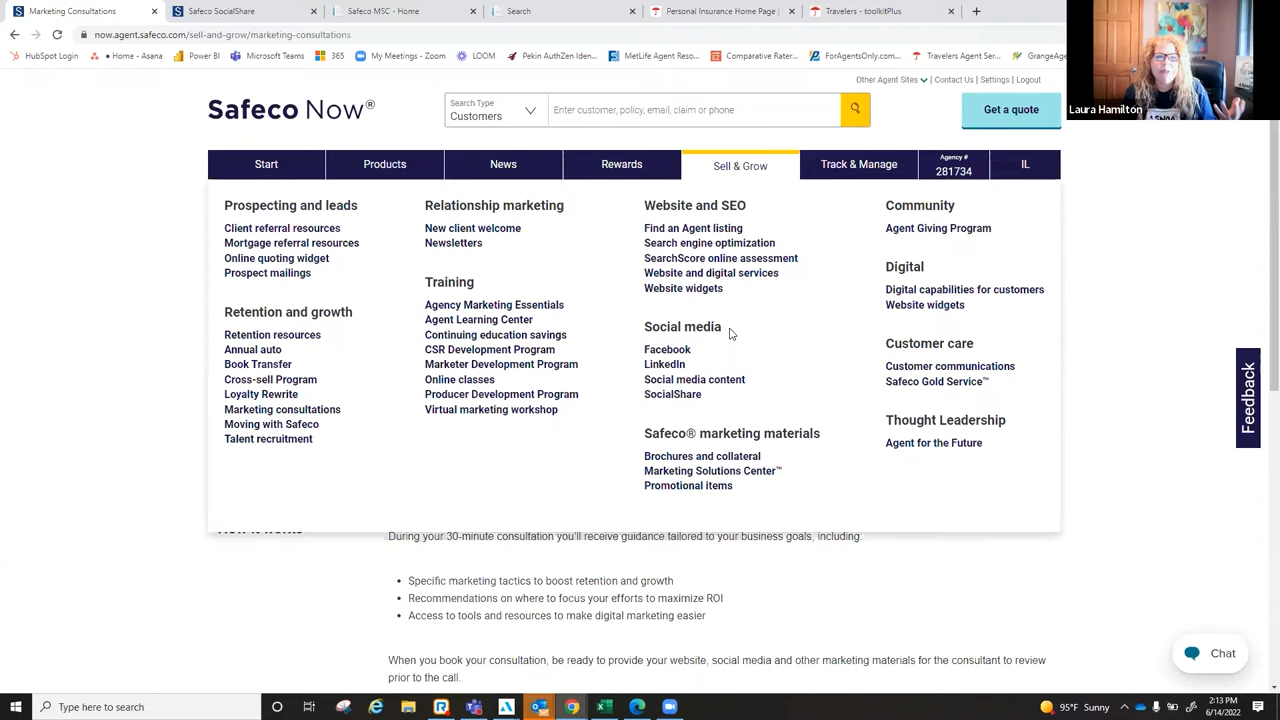 Marketing Consultations
Safeco SocialShare
Safeco MSC - Home
Search
Personal Insurance Home Page
Travelers - toolkitPlus
now.agent.safeco.com/sell-and-grow/marketing-consultations
HubSpot Login
Home - Asana
Power BI
Microsoft Teams
365
My Meetings - Zoom
LOOM
Pekin AuthZen Iden...
MetLife Agent Reso...
Comparative Rater...
ForAgentsOnly.com...
Travelers Agent Ser...
GrangeAge
Laura Hamilton
Other Agent Sites | Contact Us | Settings | Logout
Safeco Now®
Search Type
Customers
Enter customer, policy, email, claim or phone
Get a quote
Start
Products
News
Rewards
Sell & Grow
Track & Manage
Agency #
281734
IL
Prospecting and leads
Client referral resources
Mortgage referral resources
Online quoting widget
Prospect mailings
Retention and growth
Retention resources
Annual auto
Book Transfer
Cross-sell Program
Loyalty Rewrite
Marketing consultations
Moving with Safeco
Talent recruitment
Relationship marketing
New client welcome
Newsletters
Training
Agency Marketing Essentials
Agent Learning Center
Continuing education savings
CSR Development Program
Marketer Development Program
Online classes
Producer Development Program
Virtual marketing workshop
Website and SEO
Find an Agent listing
Search engine optimization
SearchScore online assessment
Website and digital services
Website widgets
Social media
Facebook
LinkedIn
Social media content
SocialShare
Safeco® marketing materials
Brochures and collateral
Marketing Solutions Center™
Promotional items
Community
Agent Giving Program
Digital
Digital capabilities for customers
Website widgets
Customer care
Customer communications
Safeco Gold Service™
Thought Leadership
Agent for the Future
Feedback
How it works
During your 30-minute consultation you'll receive guidance tailored to your business goals, including:
• Specific marketing tactics to boost retention and growth
• Recommendations on where to focus your efforts to maximize ROI
• Access to tools and resources to make digital marketing easier
When you book your consultation, be ready to provide your website, social media and other marketing materials for the consultant to review
prior to the call.
Chat
Type here to search
95°F Sunny
2:13 PM
6/14/2022